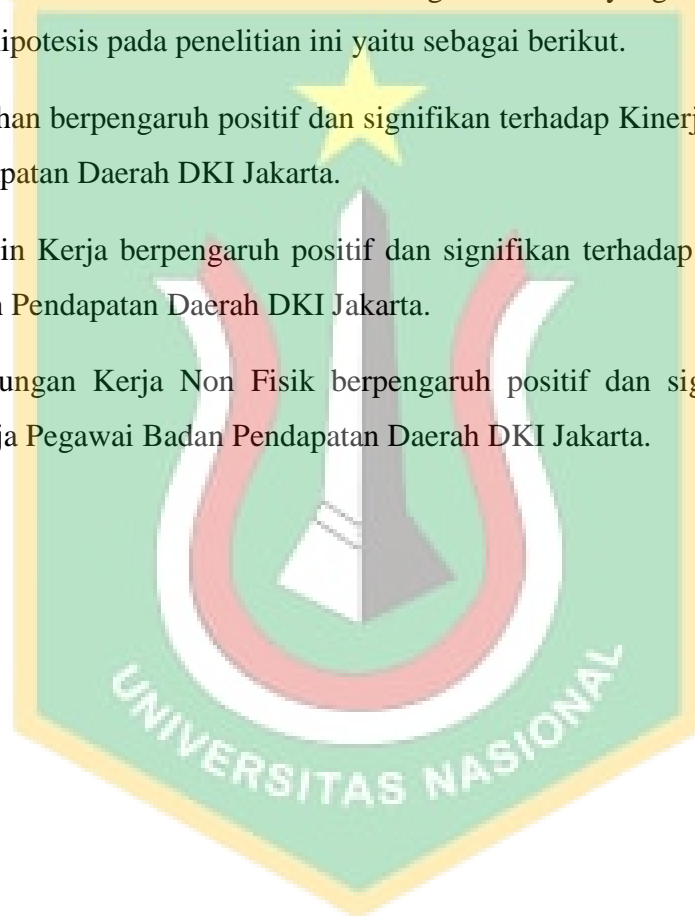 ipotesis pada penelitian ini yaitu sebagai berikut.
han berpengaruh positif dan signifikan terhadap Kinerj
patan Daerah DKI Jakarta.
in Kerja berpengaruh positif dan signifikan terhadap
n Pendapatan Daerah DKI Jakarta.
ungan Kerja Non Fisik berpengaruh positif dan sig
ja Pegawai Badan Pendapatan Daerah DKI Jakarta.
UNIVERSITAS NASIONAL